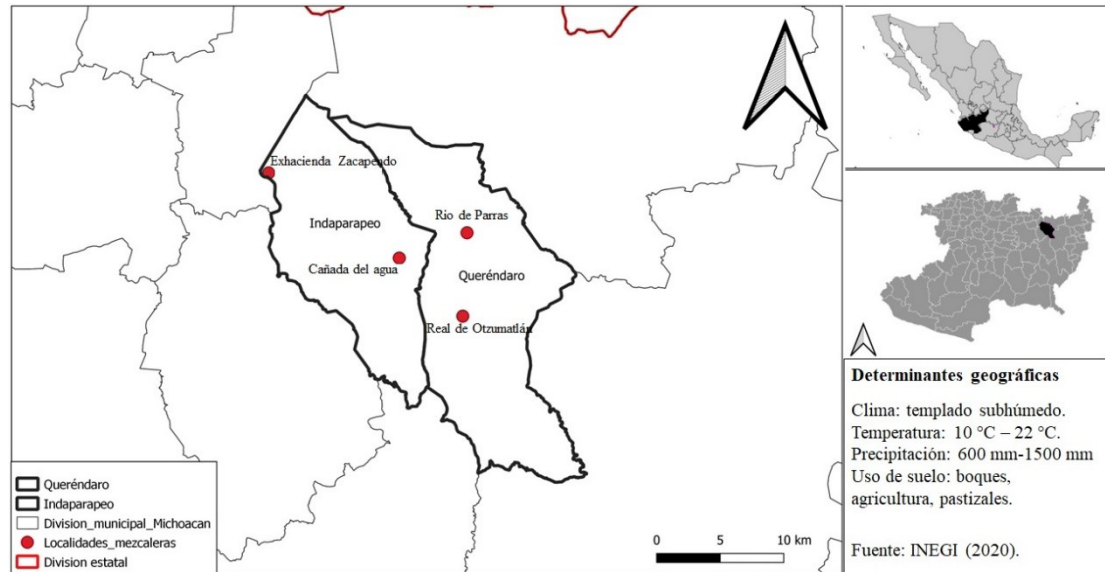 Exhacienda Zacapendo
Indaparapeo
Rio de Parras
Cañada del agua
Queréndaro
Real de Otzumatlán
Queréndaro
Indaparapeo
Division_municipal_Michoacan
Localidades_mezcaleras
Division estatal
0 5 10 km
Determinantes geográficas
Clima: templado subhúmedo.
Temperatura: 10 °C – 22 °C.
Precipitación: 600 mm-1500 mm
Uso de suelo: boques,
agricultura, pastizales.
Fuente: INEGI (2020).